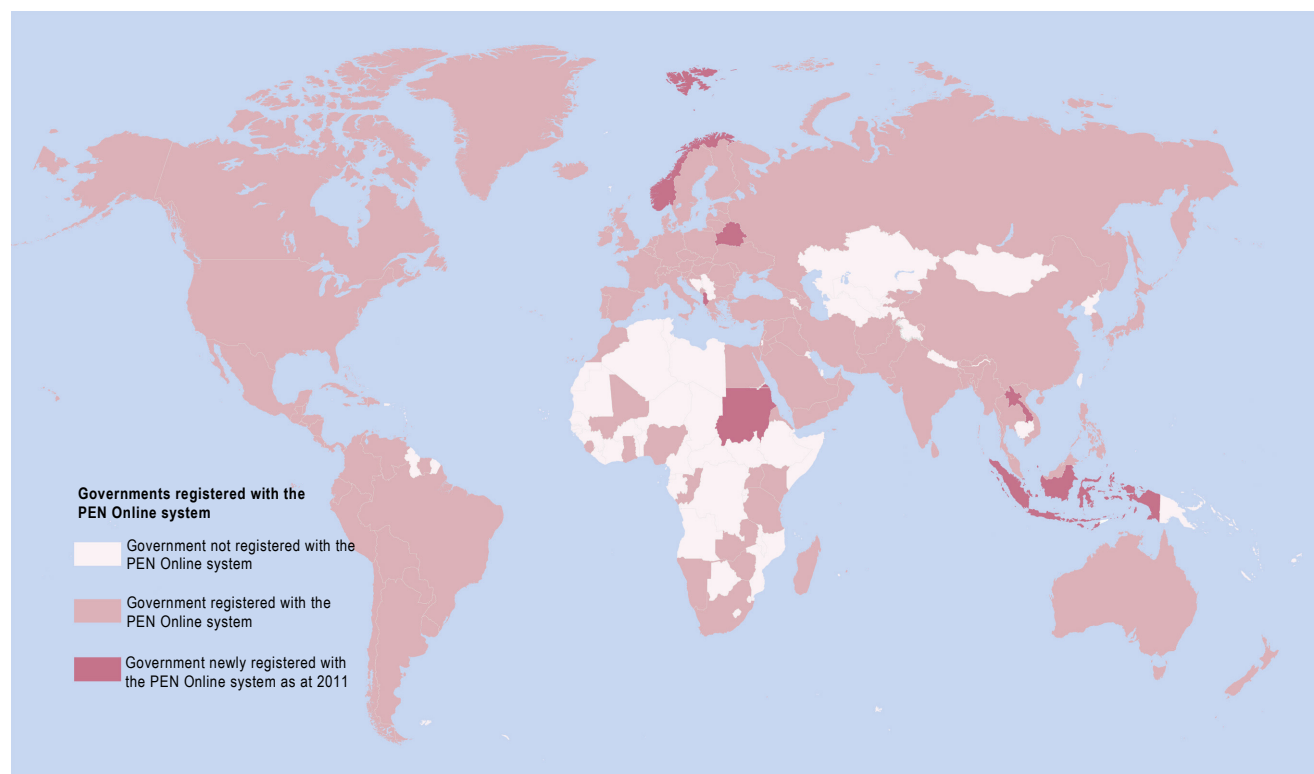 Governments registered with the
PEN Online system
Government not registered with the
PEN Online system
Government registered with the
PEN Online system
Government newly registered with
the PEN Online system as at 2011